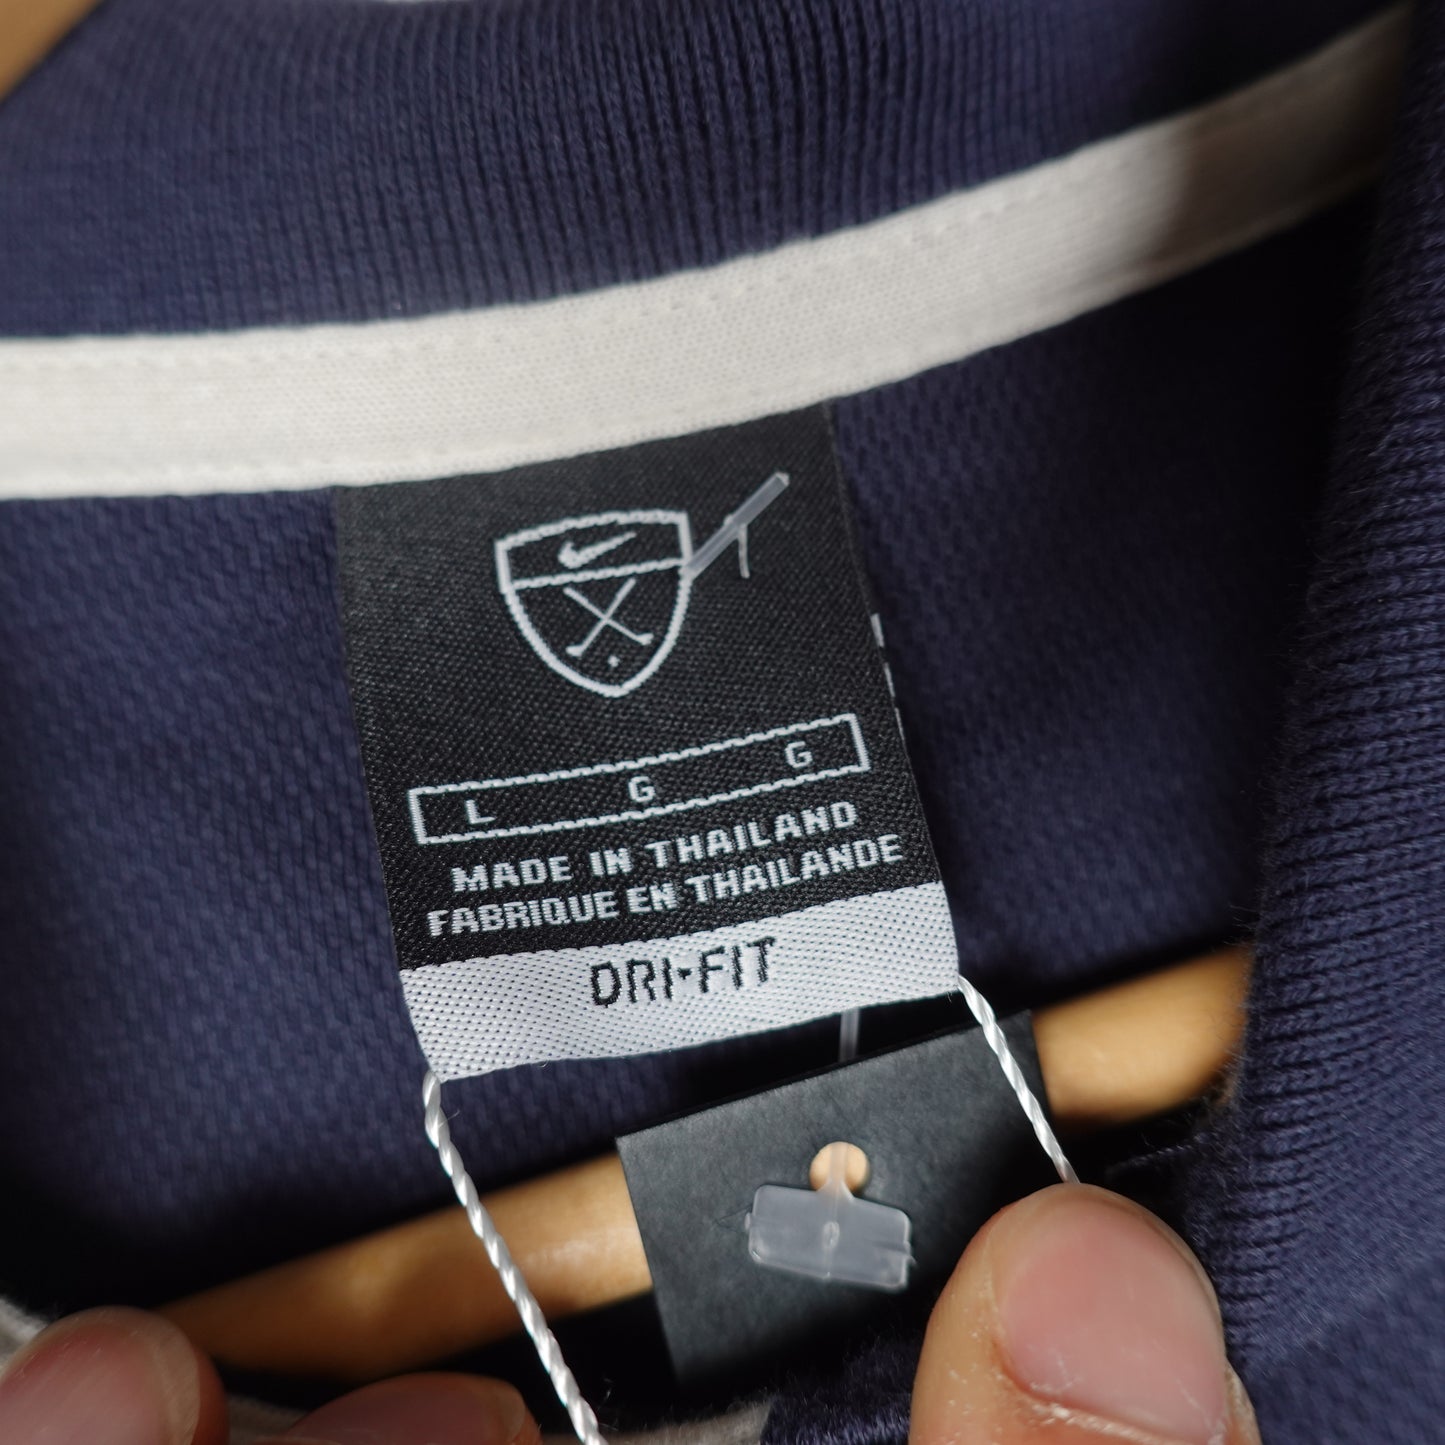 L G G
MADE IN THAILAND
FABRIQUE EN THAILANDE
DRI-FIT